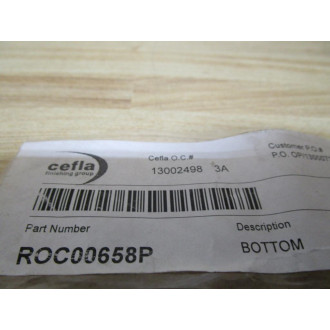 cefla
finishing group
Cefla O.C.#
13002498 3A
Customer P.O.#
Part Number
ROC00658P
Description
BOTTOM